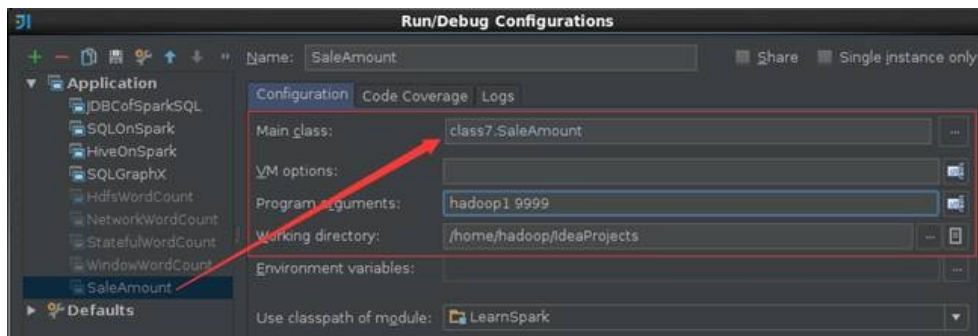 Run/Debug Configurations
Name: SaleAmount Share Single instance only
Application
JDBCofSparkSQL
SQLOnSpark
HiveOnSpark
SQLGraphX
HdfsWordCount
NetworkWordCount
StatefulWordCount
WindowWordCount
SaleAmount
Defaults
Configuration Code Coverage Logs
Main class: class7.SaleAmount
VM options:
Program arguments: hadoop1 9999
Working directory: /home/hadoop/IdeaProjects
Environment variables:
Use classpath of module: LearnSpark